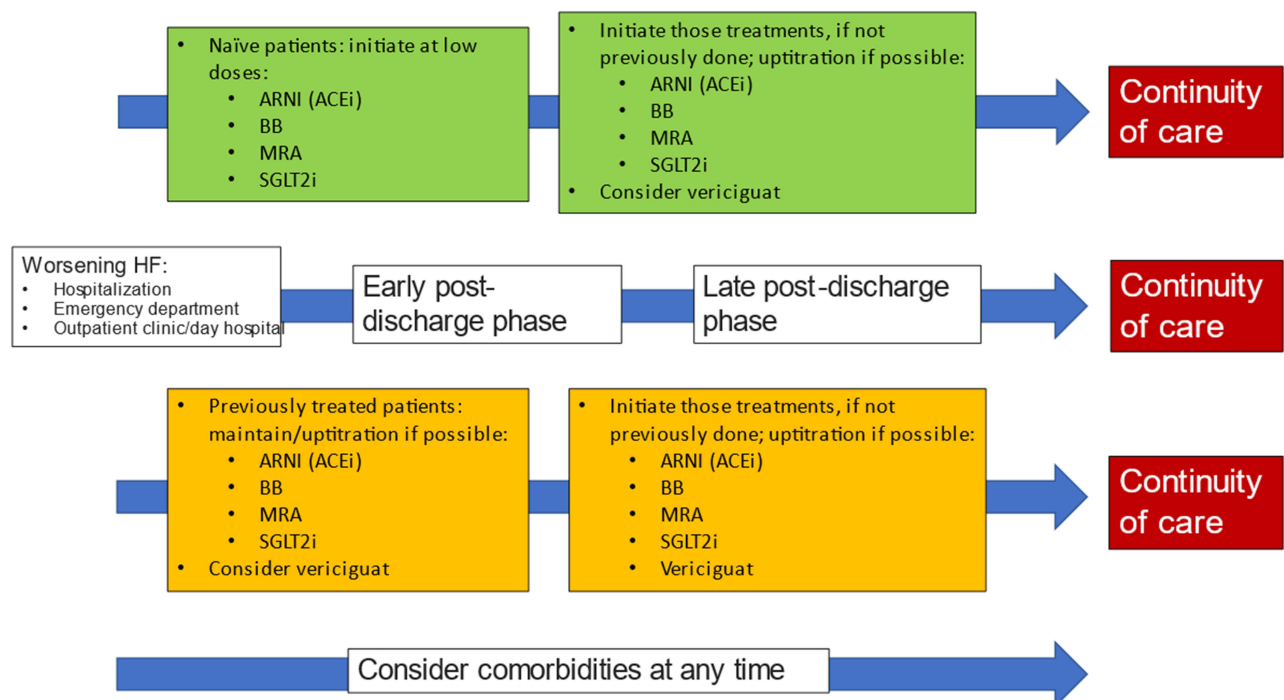 • Naïve patients: initiate at low
doses:
• ARNI (ACEi)
• BB
• MRA
• SGLT2i
• Initiate those treatments, if not
previously done; uptitration if possible:
• ARNI (ACEi)
• BB
• MRA
• SGLT2i
• Consider vericiguat
Continuity
of care
Worsening HF:
• Hospitalization
• Emergency department
• Outpatient clinic/day hospital
Early post-
discharge phase
Late post-discharge
phase
Continuity
of care
• Previously treated patients:
maintain/uptitration if possible:
• ARNI (ACEi)
• BB
• MRA
• SGLT2i
• Consider vericiguat
• Initiate those treatments, if not
previously done; uptitration if possible:
• ARNI (ACEi)
• BB
• MRA
• SGLT2i
• Vericiguat
Continuity
of care
Consider comorbidities at any time